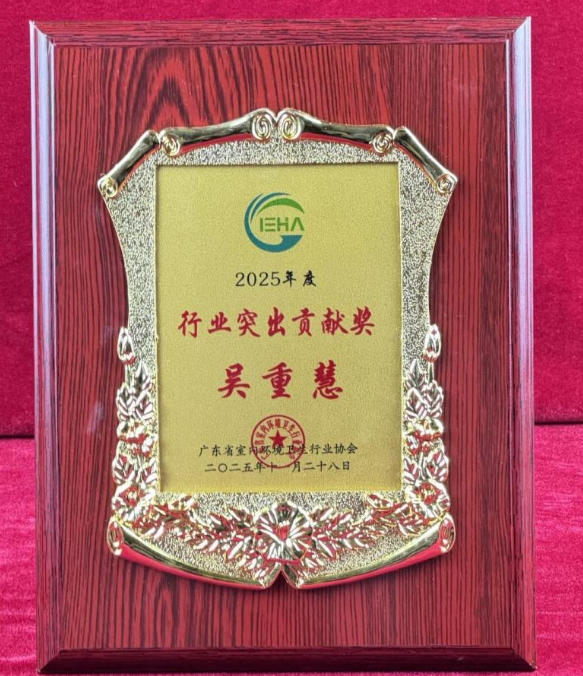 IEHA
2025年度
行业突出贡献奖
吴重慧
广东省室内环境卫生行业协会
二〇二五年十 月二十八日